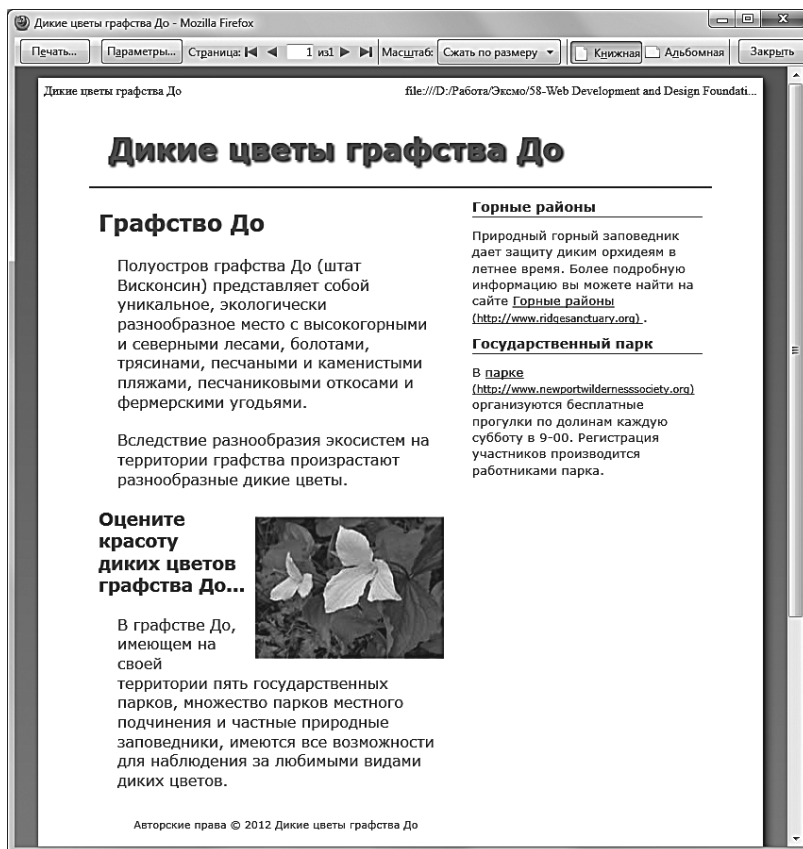 Дикие цветы графства До - Mozilla Firefox
Печать... Параметры... Страница: 1 из1 Масштаб: Сжать по размеру Книжная Альбомная Закрыть
Дикие цветы графства До file:///D:/Работа/Эксмо/58-Web Development and Design Foundati...
Дикие цветы графства До
Графство До
Полуостров графства До (штат
Висконсин) представляет собой
уникальное, экологически
разнообразное место с высокогорными
и северными лесами, болотами,
трясинами, песчаными и каменистыми
пляжами, песчаниковыми откосами и
фермерскими угодьями.
Вследствие разнообразия экосистем на
территории графства произрастают
разнообразные дикие цветы.
Оцените
красоту
диких цветов
графства До...
В графстве До,
имеющем на
своей
территории пять государственных
парков, множество парков местного
подчинения и частные природные
заповедники, имеются все возможности
для наблюдения за любимыми видами
диких цветов.
Горные районы
Природный горный заповедник
дает защиту диким орхидеям в
летнее время. Более подробную
информацию вы можете найти на
сайте Горные районы
(http://www.ridgesanctuary.org) .
Государственный парк
В парке
(http://www.newportwildernesssociety.org)
организуются бесплатные
прогулки по долинам каждую
субботу в 9-00. Регистрация
участников производится
работниками парка.
Авторские права © 2012 Дикие цветы графства До